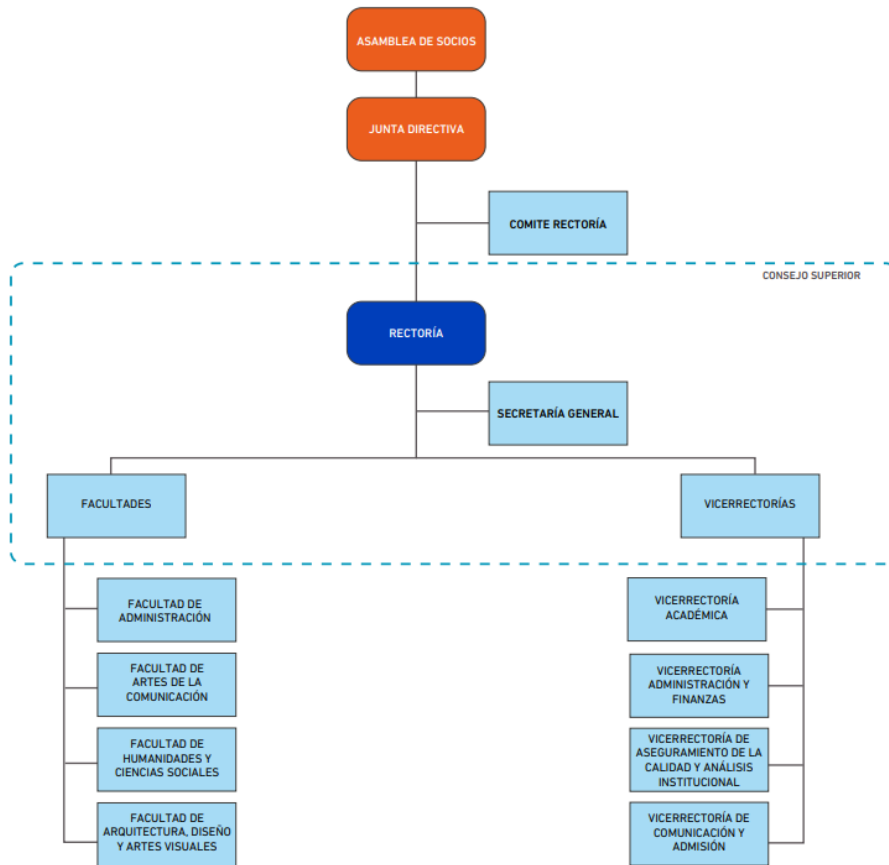 ASAMBLEA DE SOCIOS
JUNTA DIRECTIVA
COMITE RECTORÍA
CONSEJO SUPERIOR
RECTORÍA
SECRETARÍA GENERAL
FACULTADES
VICERRECTORÍAS
FACULTAD DE
ADMINISTRACIÓN
FACULTAD DE
ARTES DE LA
COMUNICACIÓN
FACULTAD DE
HUMANIDADES Y
CIENCIAS SOCIALES
FACULTAD DE
ARQUITECTURA, DISEÑO
Y ARTES VISUALES
VICERRECTORÍA
ACADÉMICA
VICERRECTORÍA
ADMINISTRACIÓN Y
FINANZAS
VICERRECTORÍA DE
ASEGURAMIENTO DE LA
CALIDAD Y ANÁLISIS
INSTITUCIONAL
VICERRECTORÍA DE
COMUNICACIÓN Y
ADMISIÓN